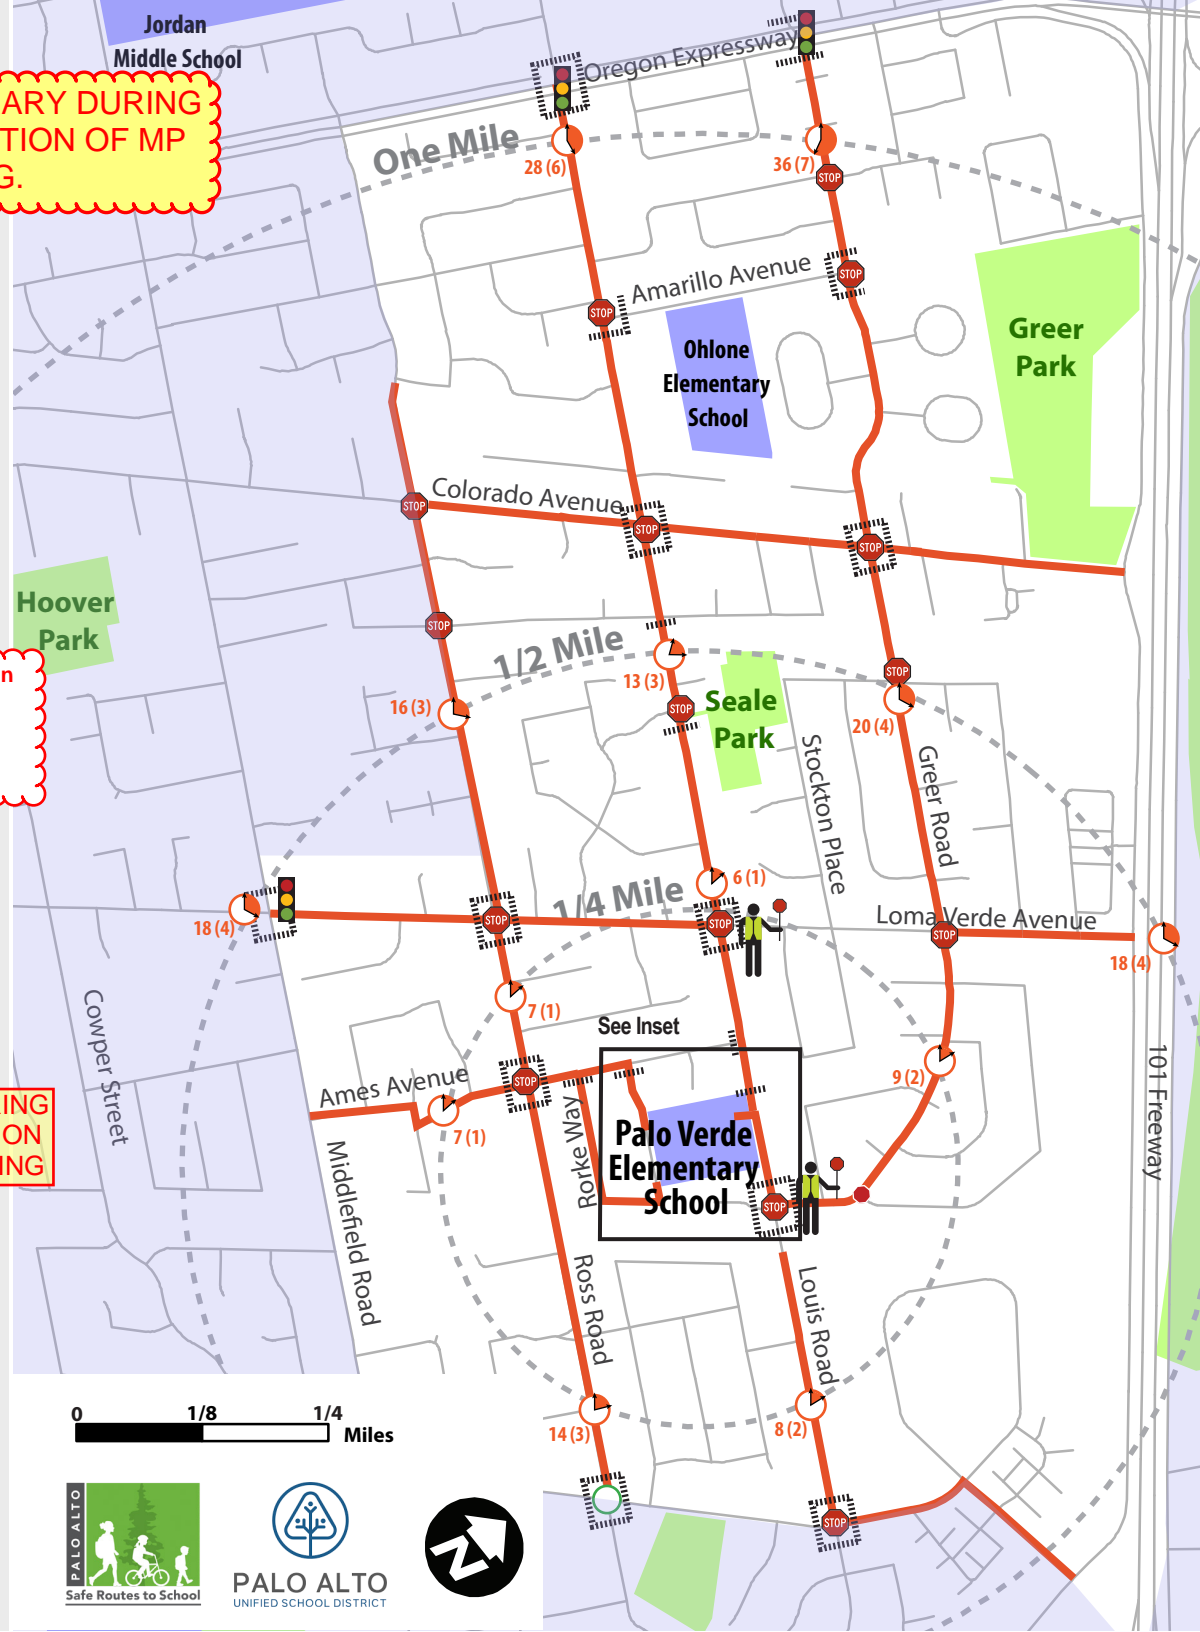 Jordan
Middle School
ARY DURING
TION OF MP
G.
Oregon Expressway
One Mile
28 (6)
36 (7)
STOP
STOP
Amarillo Avenue
STOP
Ohlone
Elementary
School
Greer
Park
Colorado Avenue
STOP
STOP
STOP
Hoover
Park
STOP
1/2 Mile
n
13 (3)
STOP
16 (3)
STOP
Seale
Park
20 (4)
Stockton Place
Greer Road
6 (1)
1/4 Mile
18 (4)
STOP
STOP
Loma Verde Avenue
STOP
18 (4)
7 (1)
Cowper Street
See Inset
101 Freeway
9 (2)
Ames Avenue
STOP
7 (1)
ING
ON
ING
Rorke Way
Palo Verde
Elementary
School
STOP
Middlefield Road
Ross Road
Louis Road
0 1/8 1/4
Miles
14 (3)
8 (2)
STOP
PALO ALTO
Safe Routes to School
PALO ALTO
UNIFIED SCHOOL DISTRICT
N